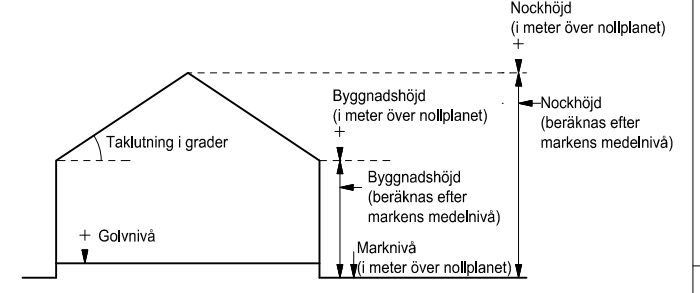 Nockhöjd
(i meter över nollplanet)
+
Nockhöjd
(beräknas efter
markens medelnivå)
Byggnadshöjd
(i meter över nollplanet)
+
Taklutning i grader
Byggnadshöjd
(beräknas efter
markens medelnivå)
+ Golvnivå
Marknivå
(i meter över nollplanet)